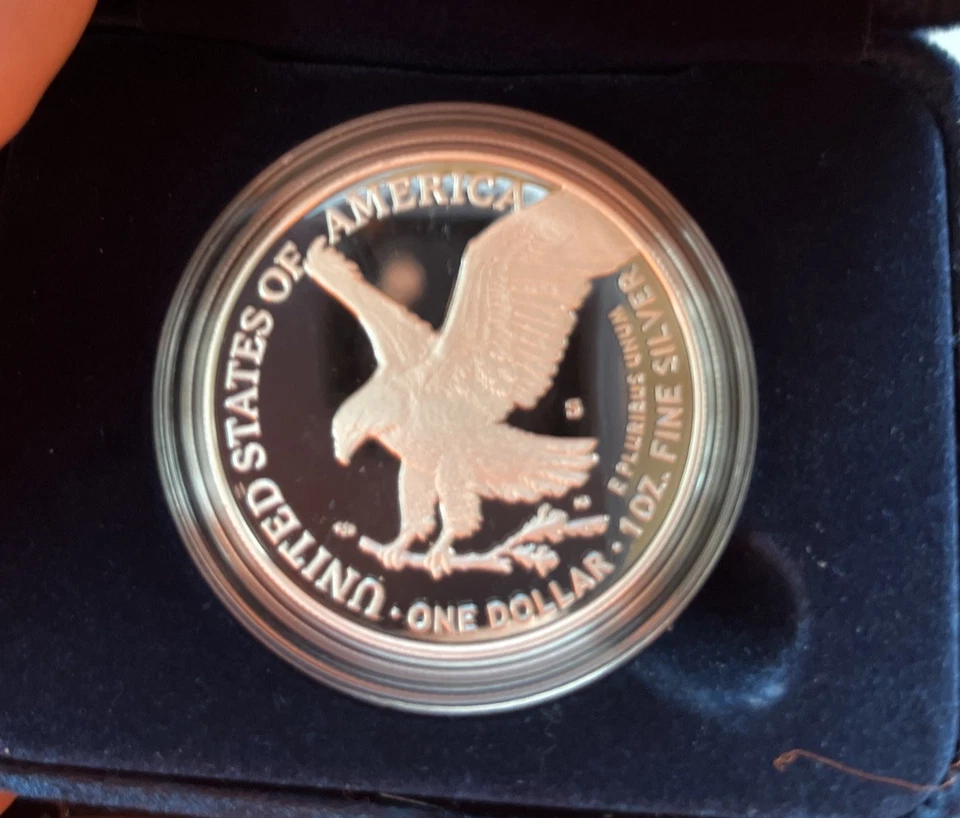 UNITED STATES OF AMERICA
E PLURIBUS UNUM
1 OZ. FINE SILVER
· ONE DOLLAR ·
S